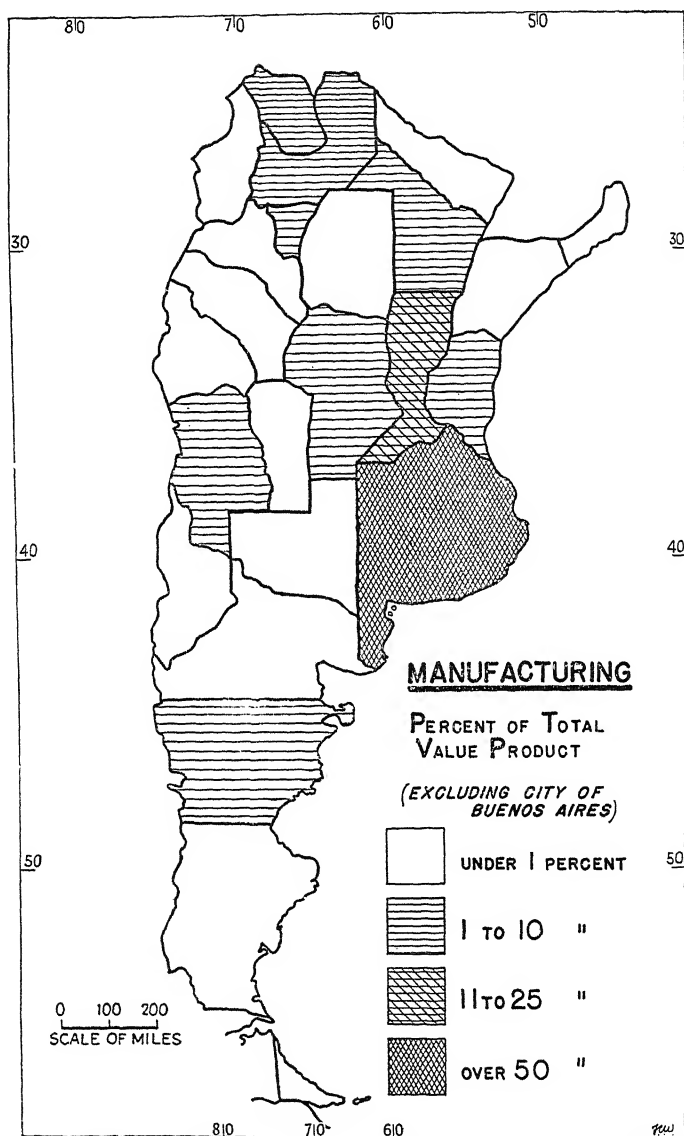 80 70 60 50
30 30
40 40
50 50
MANUFACTURING
PERCENT OF TOTAL
VALUE PRODUCT
(EXCLUDING CITY OF
BUENOS AIRES)
UNDER 1 PERCENT
1 TO 10 "
11 TO 25 "
OVER 50 "
0 100 200
SCALE OF MILES
80 70 60